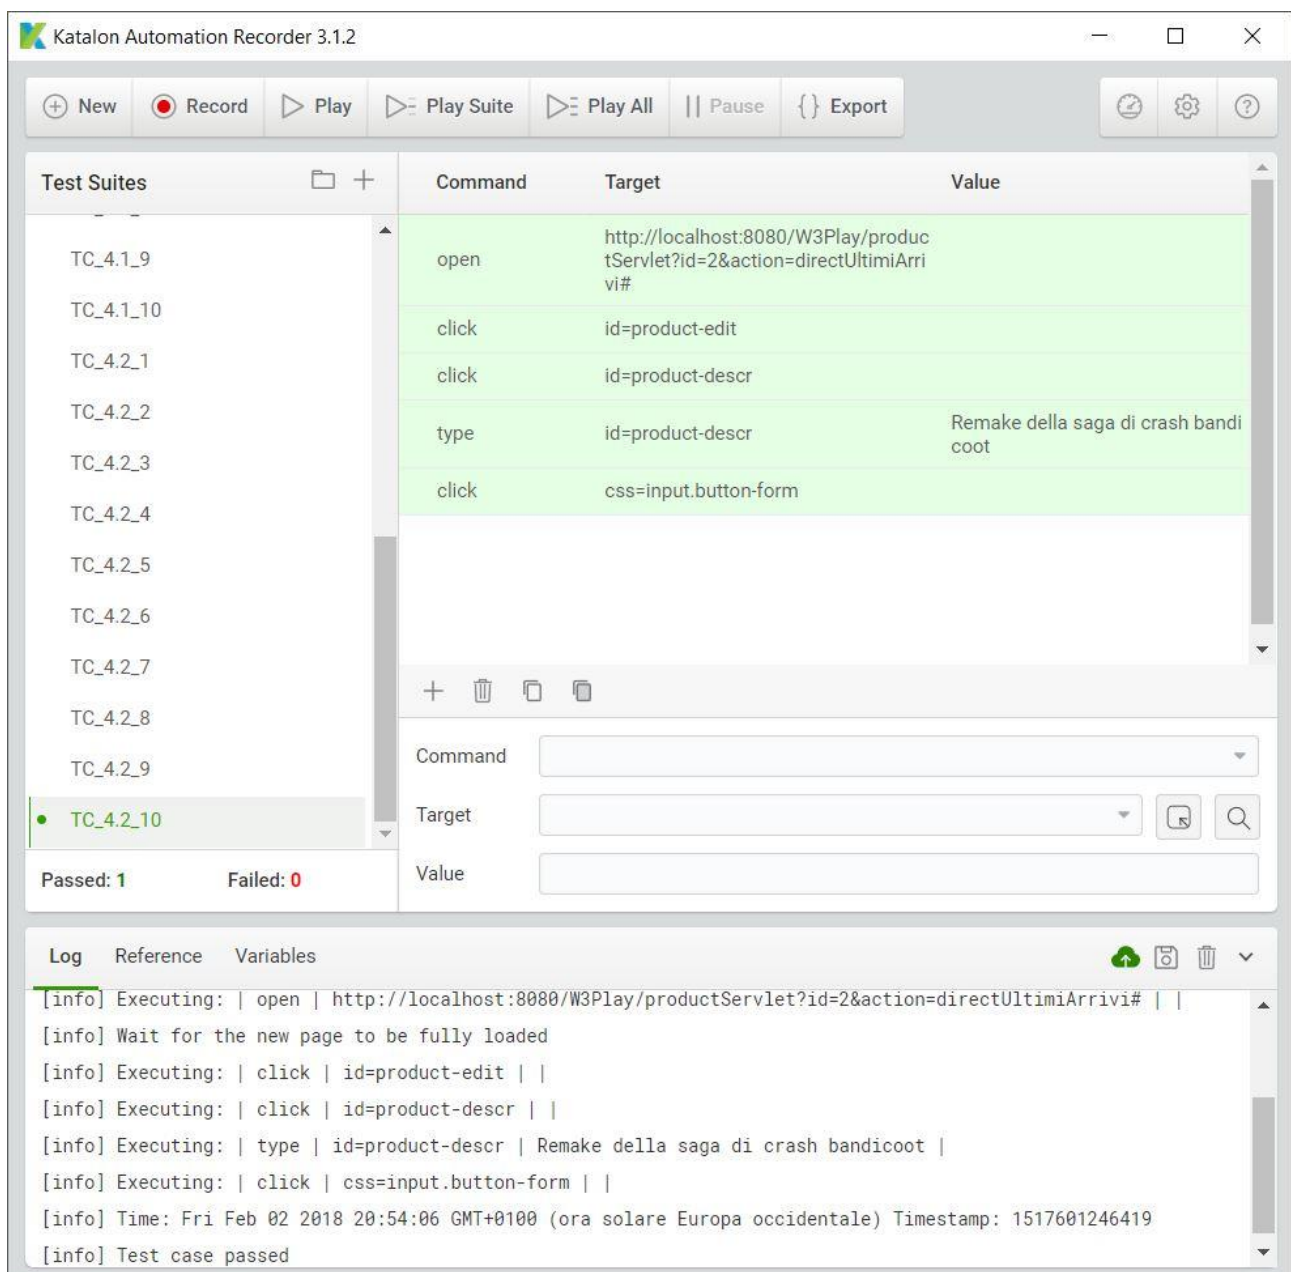 Katalon Automation Recorder 3.1.2
New Record Play Play Suite Play All Pause Export
Test Suites
Command Target Value
TC_4.1_9
TC_4.1_10
TC_4.2_1
TC_4.2_2
TC_4.2_3
TC_4.2_4
TC_4.2_5
TC_4.2_6
TC_4.2_7
TC_4.2_8
TC_4.2_9
TC_4.2_10
Passed: 1 Failed: 0
open
http://localhost:8080/W3Play/produc
tServlet?id=2&action=directUltimiArri
vi#
click id=product-edit
click id=product-descr
type id=product-descr
Remake della saga di crash bandi
coot
click css=input.button-form
Command
Target
Value
Log Reference Variables
[info] Executing: | open | http://localhost:8080/W3Play/productServlet?id=2&action=directUltimiArrivi# | |
[info] Wait for the new page to be fully loaded
[info] Executing: | click | id=product-edit | |
[info] Executing: | click | id=product-descr | |
[info] Executing: | type | id=product-descr | Remake della saga di crash bandicoot |
[info] Executing: | click | css=input.button-form | |
[info] Time: Fri Feb 02 2018 20:54:06 GMT+0100 (ora solare Europa occidentale) Timestamp: 1517601246419
[info] Test case passed